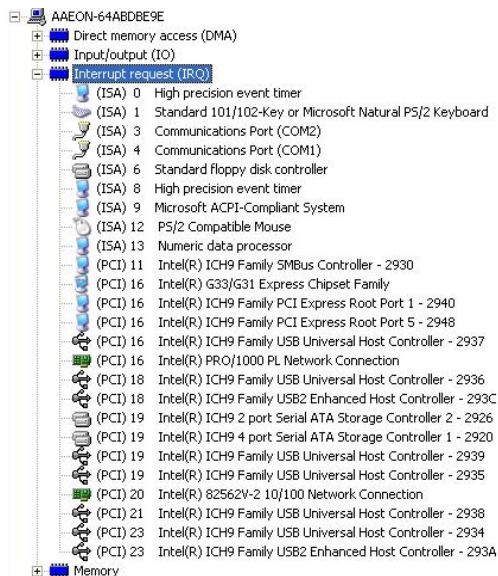 AAEON-64ABDBE9E
Direct memory access (DMA)
Input/output (IO)
Interrupt request (IRQ)
(ISA) 0 High precision event timer
(ISA) 1 Standard 101/102-Key or Microsoft Natural PS/2 Keyboard
(ISA) 3 Communications Port (COM2)
(ISA) 4 Communications Port (COM1)
(ISA) 6 Standard floppy disk controller
(ISA) 8 High precision event timer
(ISA) 9 Microsoft ACPI-Compliant System
(ISA) 12 PS/2 Compatible Mouse
(ISA) 13 Numeric data processor
(PCI) 11 Intel(R) ICH9 Family SMBus Controller - 2930
(PCI) 16 Intel(R) G33/G31 Express Chipset Family
(PCI) 16 Intel(R) ICH9 Family PCI Express Root Port 1 - 2940
(PCI) 16 Intel(R) ICH9 Family PCI Express Root Port 5 - 2948
(PCI) 16 Intel(R) ICH9 Family USB Universal Host Controller - 2937
(PCI) 16 Intel(R) PRO/1000 PL Network Connection
(PCI) 18 Intel(R) ICH9 Family USB Universal Host Controller - 2936
(PCI) 18 Intel(R) ICH9 Family USB2 Enhanced Host Controller - 293C
(PCI) 19 Intel(R) ICH9 2 port Serial ATA Storage Controller 2 - 2926
(PCI) 19 Intel(R) ICH9 4 port Serial ATA Storage Controller 1 - 2920
(PCI) 19 Intel(R) ICH9 Family USB Universal Host Controller - 2939
(PCI) 19 Intel(R) ICH9 Family USB Universal Host Controller - 2935
(PCI) 20 Intel(R) 82562V-2 10/100 Network Connection
(PCI) 21 Intel(R) ICH9 Family USB Universal Host Controller - 2938
(PCI) 23 Intel(R) ICH9 Family USB Universal Host Controller - 2934
(PCI) 23 Intel(R) ICH9 Family USB2 Enhanced Host Controller - 293A
Memory